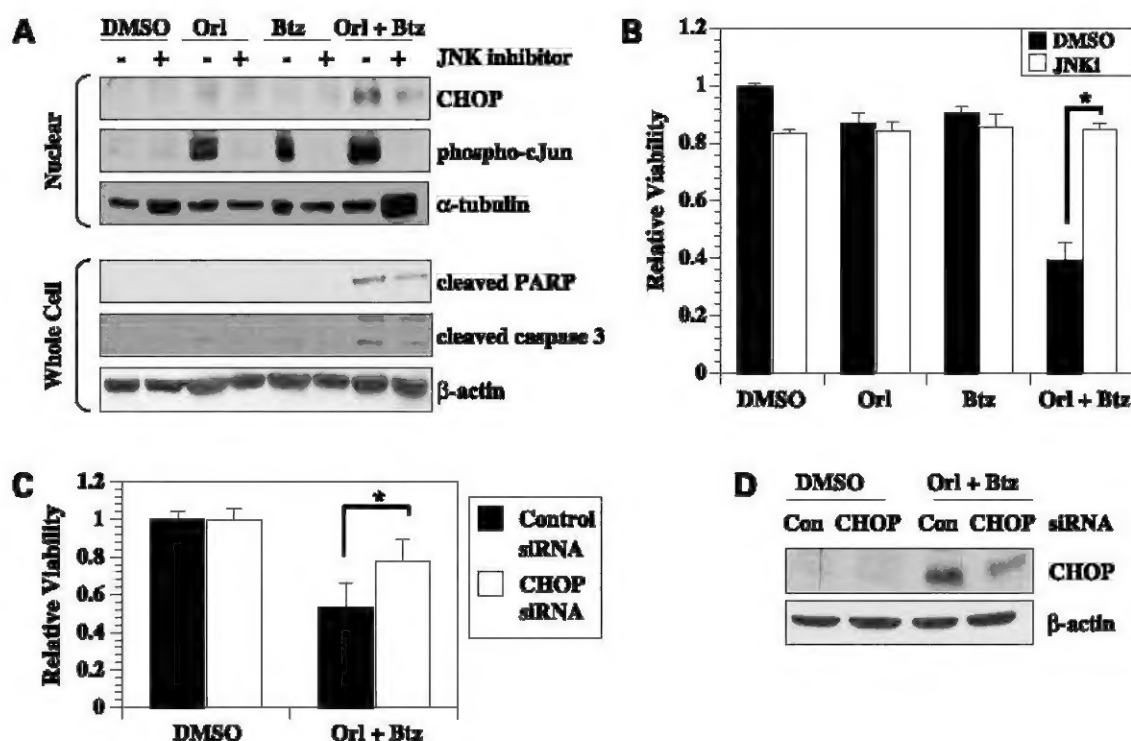 A
DMSO Orl Btz Orl + Btz
- + - + - + - + JNK inhibitor
Nuclear
CHOP
phospho-cJun
α-tubulin
Whole Cell
cleaved PARP
cleaved caspase 3
β-actin
B
Relative Viability
1.2
1
0.8
0.6
0.4
0.2
0
DMSO
JNKi
*
DMSO Orl Btz Orl + Btz
C
Relative Viability
1.2
1
0.8
0.6
0.4
0.2
0
*
Control
siRNA
CHOP
siRNA
DMSO Orl + Btz
D
DMSO Orl + Btz
Con CHOP Con CHOP siRNA
CHOP
β-actin